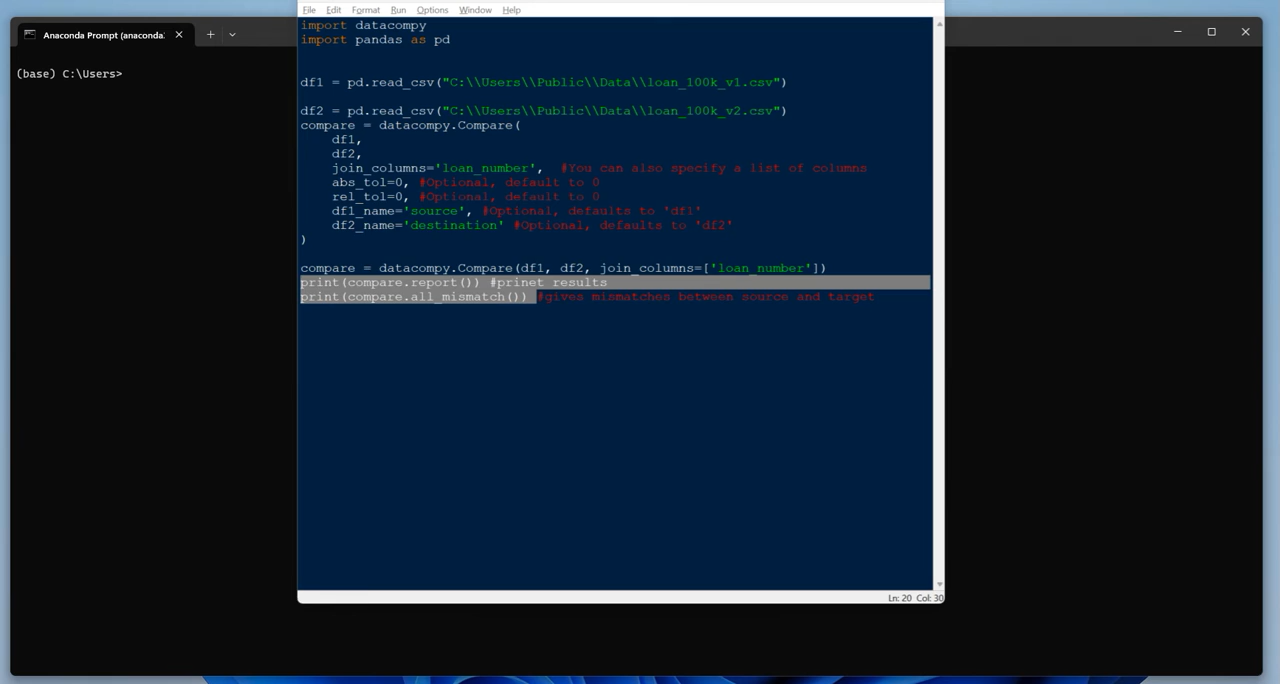 File Edit Format Run Options Window Help
Anaconda Prompt (anaconda
(base) C:\Users>
import datacompy
import pandas as pd
df1 = pd.read_csv("C:\\Users\\Public\\Data\\loan_100k_v1.csv")
df2 = pd.read_csv("C:\\Users\\Public\\Data\\loan_100k_v2.csv")
compare = datacompy.Compare(
df1,
df2,
join_columns='loan_number', #You can also specify a list of columns
abs_tol=0, #Optional, default to 0
rel_tol=0, #Optional, default to 0
df1_name='source', #Optional, defaults to 'df1'
df2_name='destination' #Optional, defaults to 'df2'
)
compare = datacompy.Compare(df1, df2, join_columns=['loan_number'])
print(compare.report()) #prinet results
print(compare.all_mismatch()) #gives mismatches between source and target
Ln: 20 Col: 30